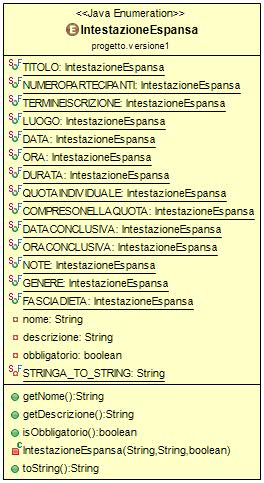 <<Java Enumeration>>
E IntestazioneEspansa
progetto.versione1
S F TITOLO: IntestazioneEspansa
S F NUMEROPARTECIPANTI: IntestazioneEspansa
S F TERMINEISCRIZIONE: IntestazioneEspansa
S F LUOGO: IntestazioneEspansa
S F DATA: IntestazioneEspansa
S F ORA: IntestazioneEspansa
S F DURATA: IntestazioneEspansa
S F QUOTAINDIVIDUALE: IntestazioneEspansa
S F COMPRESONELLAQUOTA: IntestazioneEspansa
S F DATACONCLUSIVA: IntestazioneEspansa
S F ORACONCLUSIVA: IntestazioneEspansa
S F NOTE: IntestazioneEspansa
S F GENERE: IntestazioneEspansa
S F FASCIADIETA: IntestazioneEspansa
nome: String
descrizione: String
obbligatorio: boolean
S F STRINGA_TO_STRING: String
getNome():String
getDescrizione():String
isObbligatorio():boolean
C IntestazioneEspansa(String,String,boolean)
toString():String